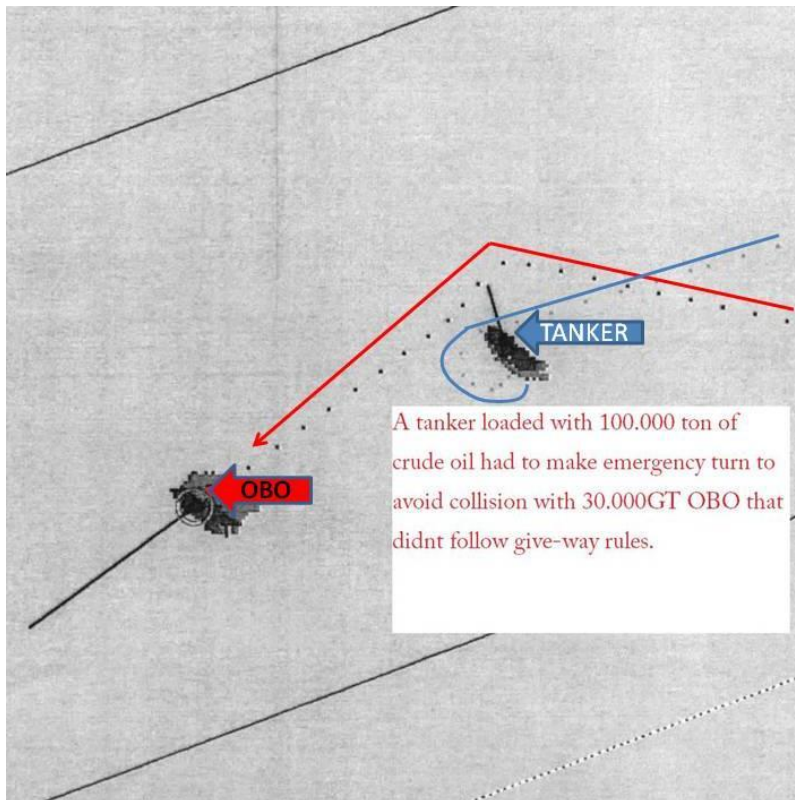 TANKER
A tanker loaded with 100.000 ton of
crude oil had to make emergency turn to
OBO
avoid collision with 30.000GT OBO that
didnt follow give-way rules.